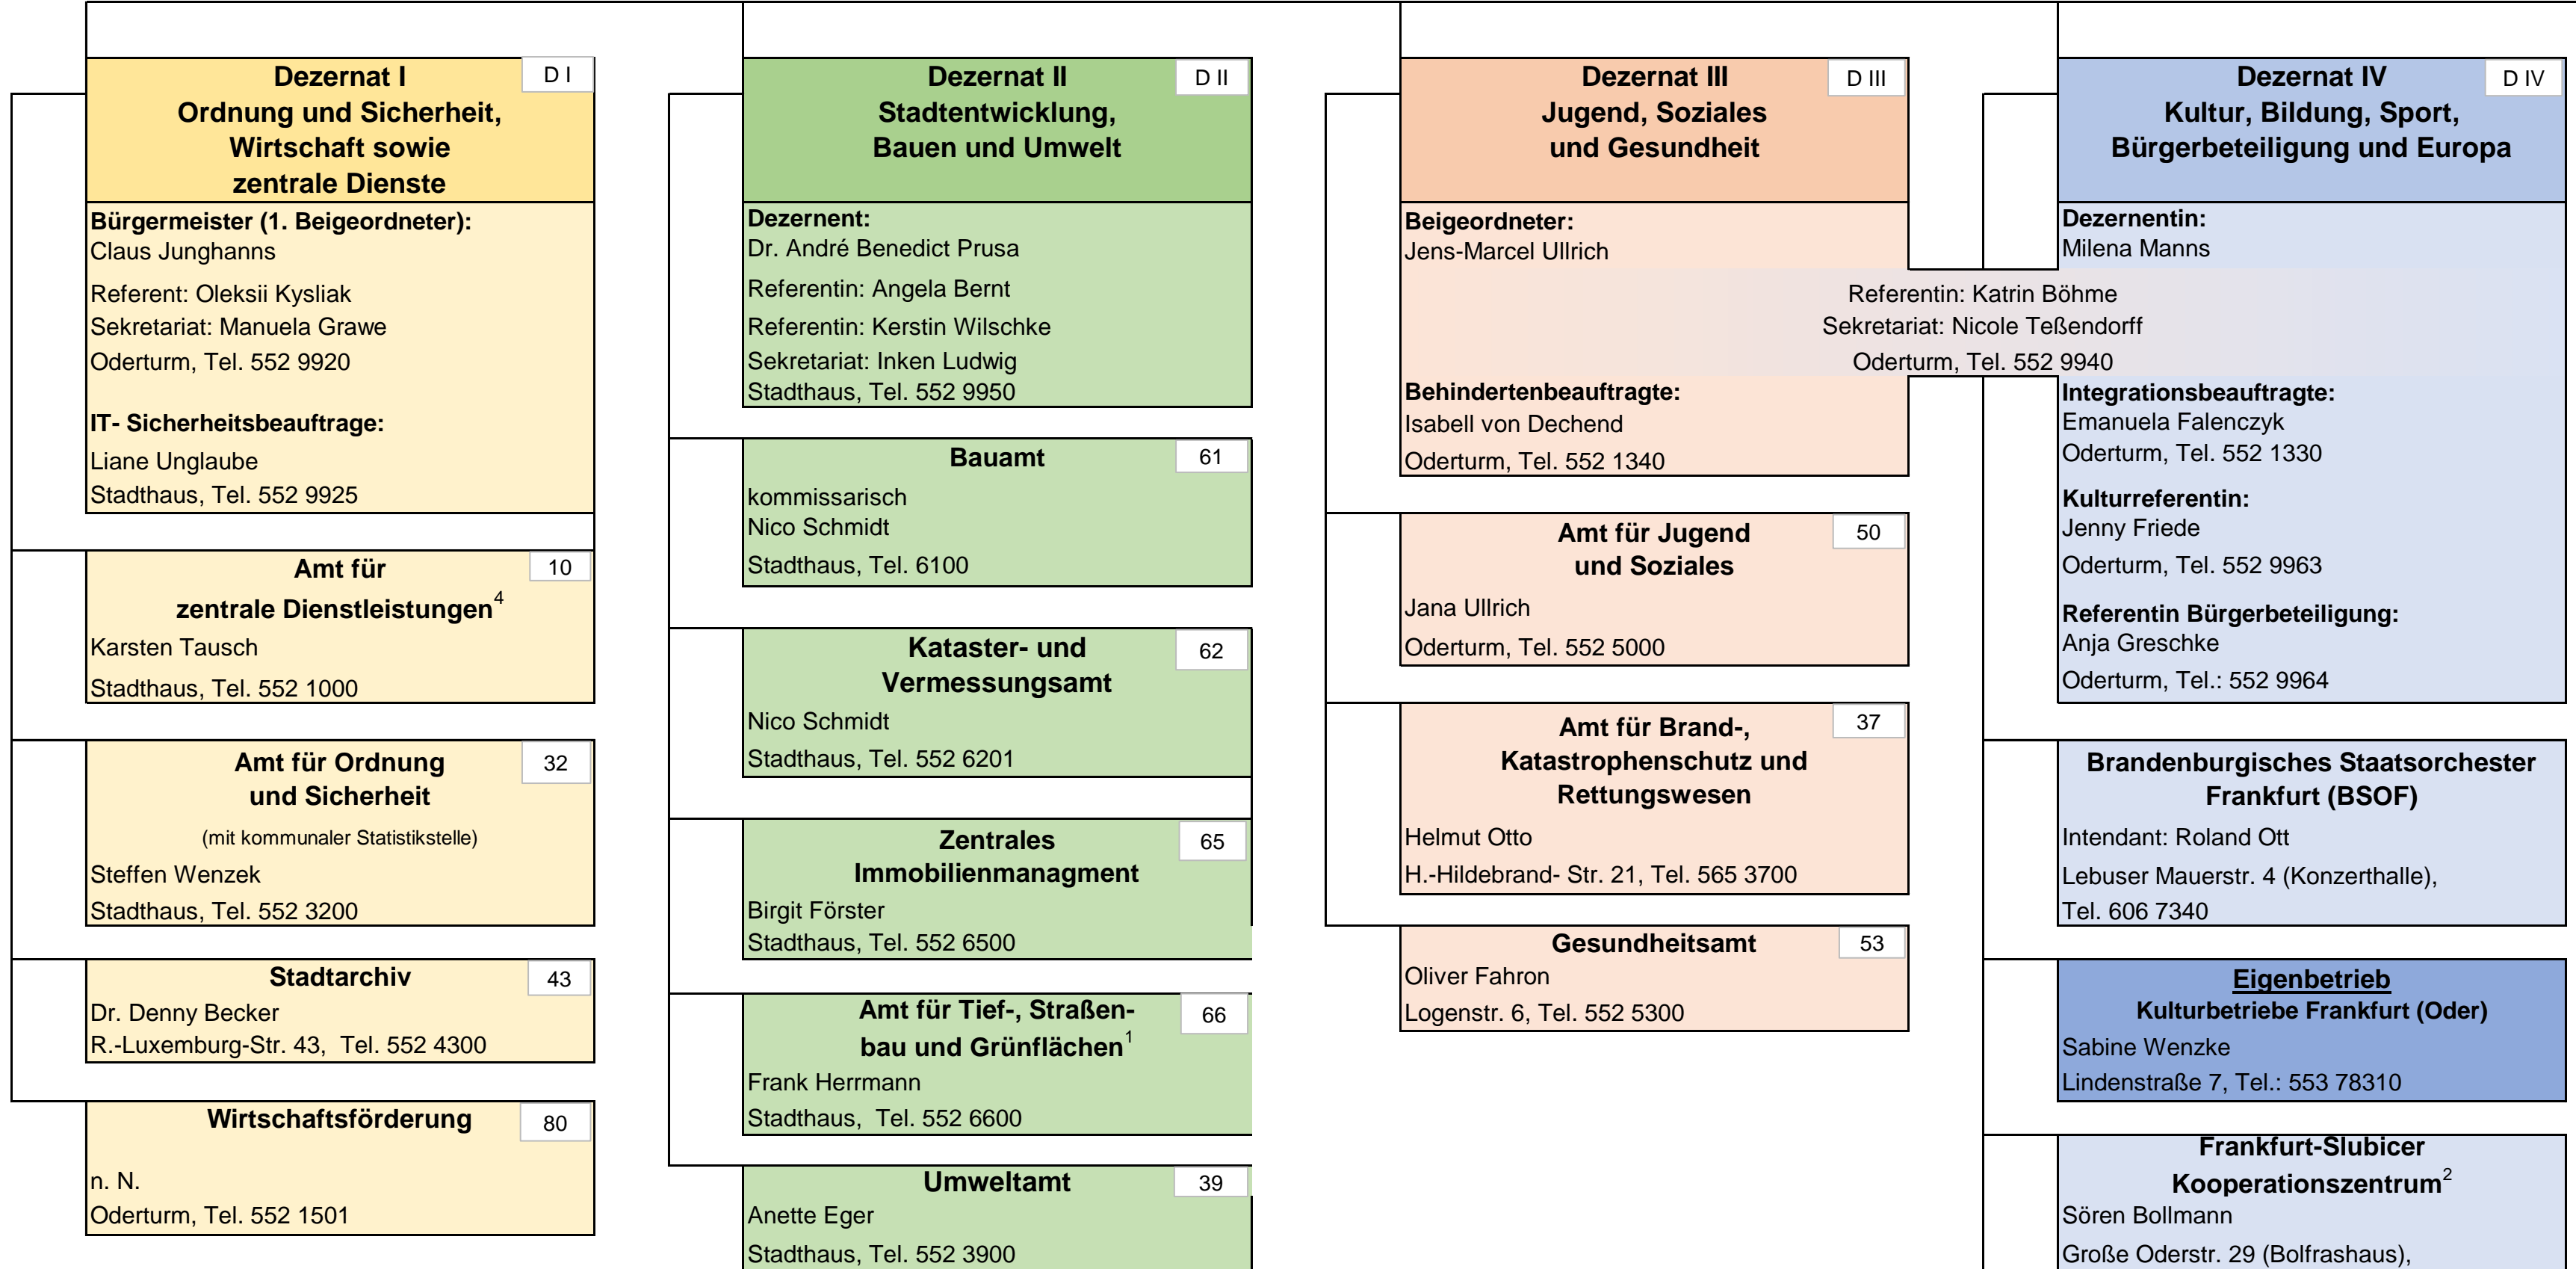 Dezernat I
D I
Ordnung und Sicherheit,
Wirtschaft sowie
zentrale Dienste
Bürgermeister (1. Beigeordneter):
Claus Junghanns
Referent: Oleksii Kysliak
Sekretariat: Manuela Grawe
Oderturm, Tel. 552 9920
IT- Sicherheitsbeauftrage:
Liane Unglaube
Stadthaus, Tel. 552 9925
Amt für
10
zentrale Dienstleistungen4
Karsten Tausch
Stadthaus, Tel. 552 1000
Amt für Ordnung
32
und Sicherheit
(mit kommunaler Statistikstelle)
Steffen Wenzek
Stadthaus, Tel. 552 3200
Stadtarchiv
43
Dr. Denny Becker
R.-Luxemburg-Str. 43, Tel. 552 4300
Wirtschaftsförderung
80
n. N.
Oderturm, Tel. 552 1501
Dezernat II
D II
Stadtentwicklung,
Bauen und Umwelt
Dezernent:
Dr. André Benedict Prusa
Referentin: Angela Bernt
Referentin: Kerstin Wilschke
Sekretariat: Inken Ludwig
Stadthaus, Tel. 552 9950
Bauamt
61
kommissarisch
Nico Schmidt
Stadthaus, Tel. 6100
Kataster- und
62
Vermessungsamt
Nico Schmidt
Stadthaus, Tel. 552 6201
Zentrales
65
Immobilienmanagment
Birgit Förster
Stadthaus, Tel. 552 6500
Amt für Tief-, Straßen-
66
bau und Grünflächen1
Frank Herrmann
Stadthaus, Tel. 552 6600
Umweltamt
39
Anette Eger
Stadthaus, Tel. 552 3900
Dezernat III
D III
Jugend, Soziales
und Gesundheit
Beigeordneter:
Jens-Marcel Ullrich
Referentin: Katrin Böhme
Sekretariat: Nicole Teßendorff
Oderturm, Tel. 552 9940
Behindertenbeauftragte:
Isabell von Dechend
Oderturm, Tel. 552 1340
Amt für Jugend
50
und Soziales
Jana Ullrich
Oderturm, Tel. 552 5000
Amt für Brand-,
37
Katastrophenschutz und
Rettungswesen
Helmut Otto
H.-Hildebrand- Str. 21, Tel. 565 3700
Gesundheitsamt
53
Oliver Fahron
Logenstr. 6, Tel. 552 5300
Dezernat IV
D IV
Kultur, Bildung, Sport,
Bürgerbeteiligung und Europa
Dezernentin:
Milena Manns
Integrationsbeauftragte:
Emanuela Falenczyk
Oderturm, Tel. 552 1330
Kulturreferentin:
Jenny Friede
Oderturm, Tel. 552 9963
Referentin Bürgerbeteiligung:
Anja Greschke
Oderturm, Tel.: 552 9964
Brandenburgisches Staatsorchester
Frankfurt (BSOF)
Intendant: Roland Ott
Lebuser Mauerstr. 4 (Konzerthalle),
Tel. 606 7340
Eigenbetrieb
Kulturbetriebe Frankfurt (Oder)
Sabine Wenzke
Lindenstraße 7, Tel.: 553 78310
Frankfurt-Slubicer
Kooperationszentrum2
Sören Bollmann
Große Oderstr. 29 (Bolfrashaus),